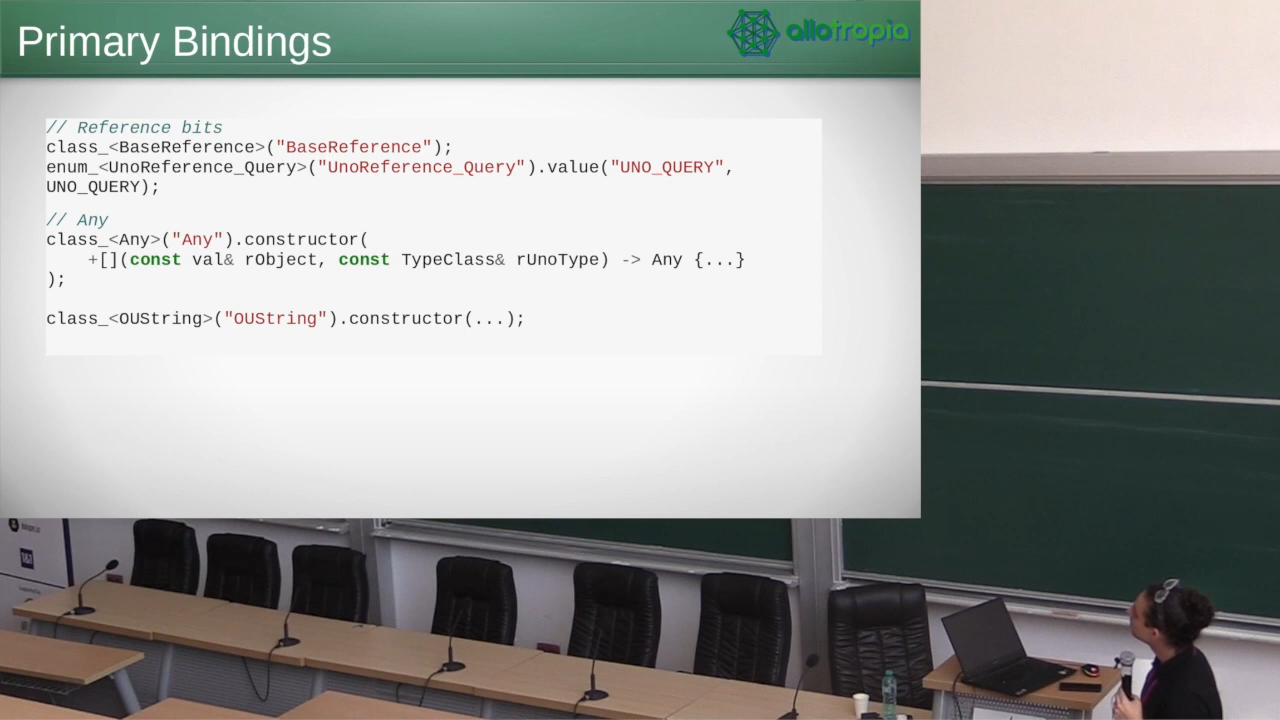 Primary Bindings
allotropia
// Reference bits
class_<BaseReference>("BaseReference");
enum_<UnoReference_Query>("UnoReference_Query").value("UNO_QUERY",
UNO_QUERY);
// Any
class_<Any>("Any").constructor(
    +[](const val& rObject, const TypeClass& rUnoType) -> Any {...}
);
class_<OUString>("OUString").constructor(...);